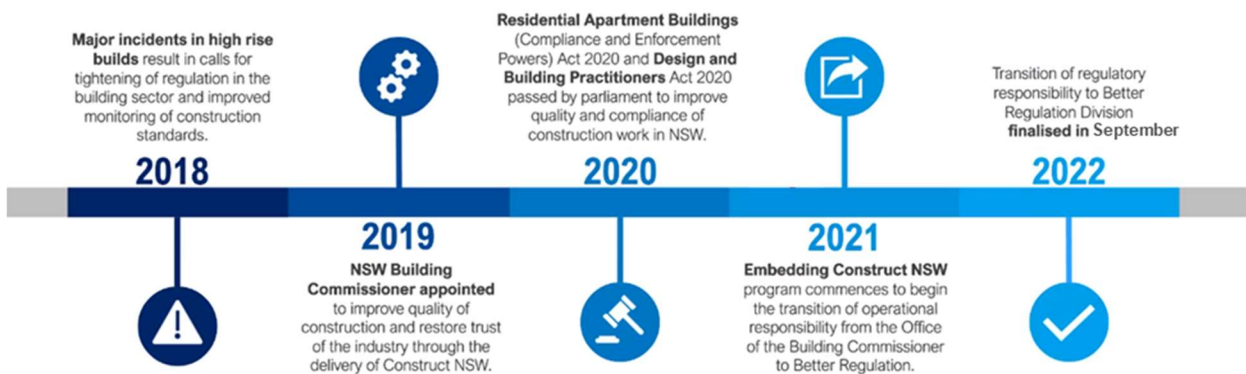 Major incidents in high rise
builds result in calls for
tightening of regulation in the
building sector and improved
monitoring of construction
standards.
2018
2019
NSW Building
Commissioner appointed
to improve quality of
construction and restore trust
of the industry through the
delivery of Construct NSW.
Residential Apartment Buildings
(Compliance and Enforcement
Powers) Act 2020 and Design and
Building Practitioners Act 2020
passed by parliament to improve
quality and compliance of
construction work in NSW.
2020
2021
Embedding Construct NSW
program commences to begin
the transition of operational
responsibility from the Office
of the Building Commissioner
to Better Regulation.
Transition of regulatory
responsibility to Better
Regulation Division
finalised in September
2022